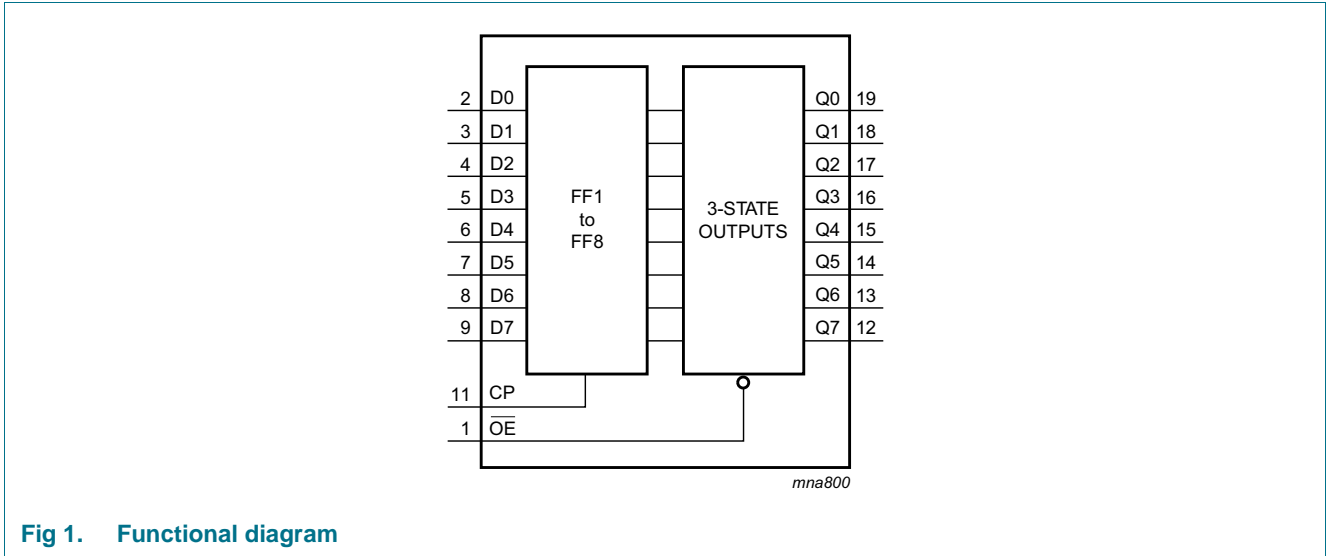 2 D0 Q0 19
3 D1 Q1 18
4 D2 Q2 17
5 D3 FF1 Q3 16
to 3-STATE
6 D4 FF8 OUTPUTS Q4 15
7 D5 Q5 14
8 D6 Q6 13
9 D7 Q7 12
11 CP
1 O̅E̅
mna800
Fig 1. Functional diagram